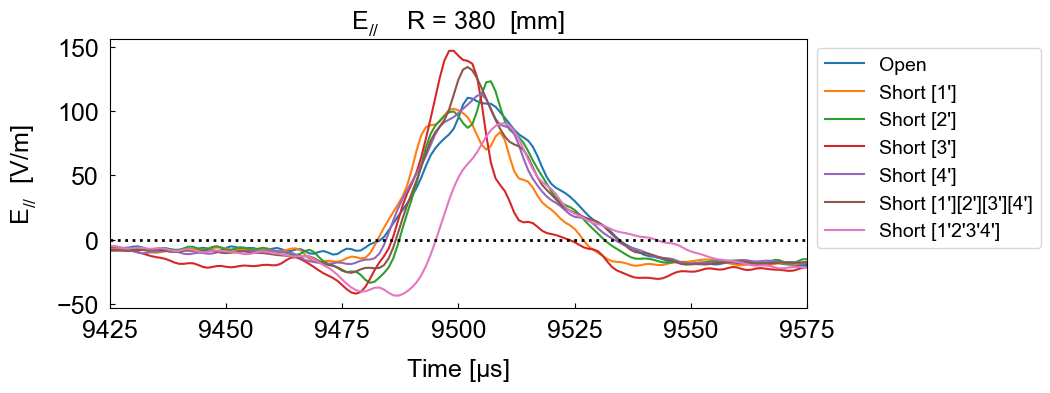 E// R = 380 [mm]
E// [V/m]
150
100
50
0
−50
9425 9450 9475 9500 9525 9550 9575
Time [μs]
Open
Short [1']
Short [2']
Short [3']
Short [4']
Short [1'][2'][3'][4']
Short [1'2'3'4']